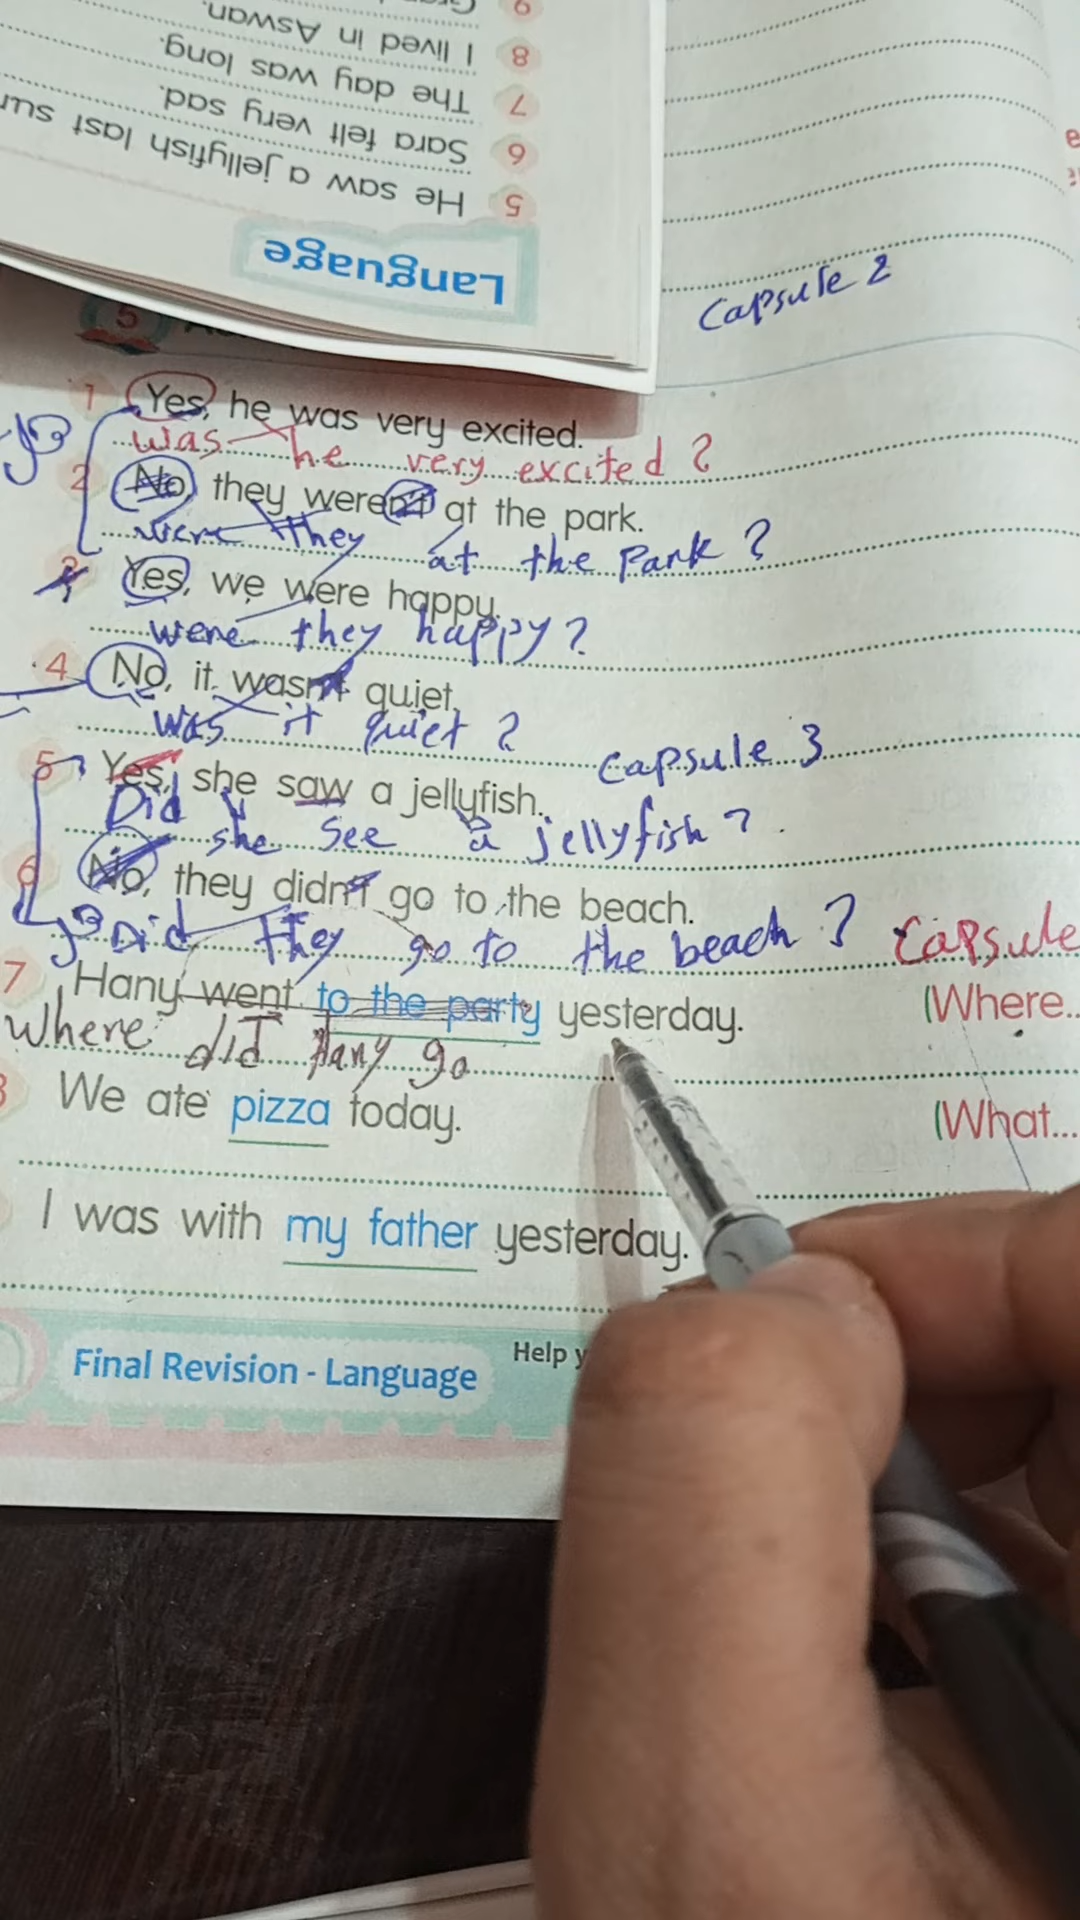 8 I lived in Aswan.
7 The day was long.
6 Sara felt very sad.
5 He saw a jellyfish last
Language
Capsule 2
5
1 Yes, he was very excited.
was he very excited ?
2 No, they weren't at the park.
were they at the Park ?
3 Yes, we were happy.
were they happy ?
4 No, it wasn't quiet.
was it quiet ?
capsule 3
5 Yes, she saw a jellyfish.
Did she see a jellyfish ?
6 No, they didn't go to the beach.
Did they go to the beach ?
Capsule
7 Hany went to the party yesterday. (Where...
Where did Hany go
8 We ate pizza today. (What...
I was with my father yesterday.
Final Revision - Language
Help